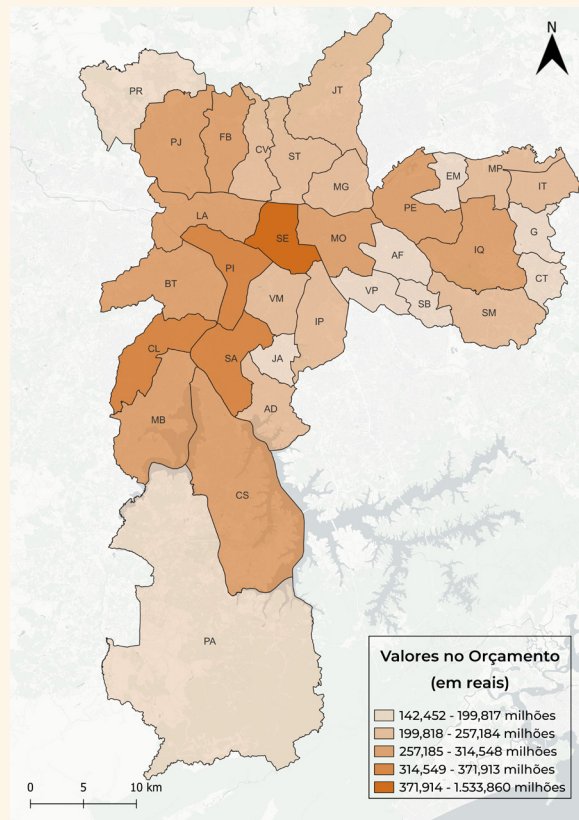 N
JT
PR
PJ
FB
CV
ST
MG
EM
MP
IT
PE
LA
SE
MO
IQ
G
AF
PI
CT
BT
VM
VP
SB
IP
SM
CL
SA
JA
AD
MB
CS
PA
Valores no Orçamento
(em reais)
142,452 - 199,817 milhões
199,818 - 257,184 milhões
257,185 - 314,548 milhões
314,549 - 371,913 milhões
371,914 - 1.533,860 milhões
0 5 10 km